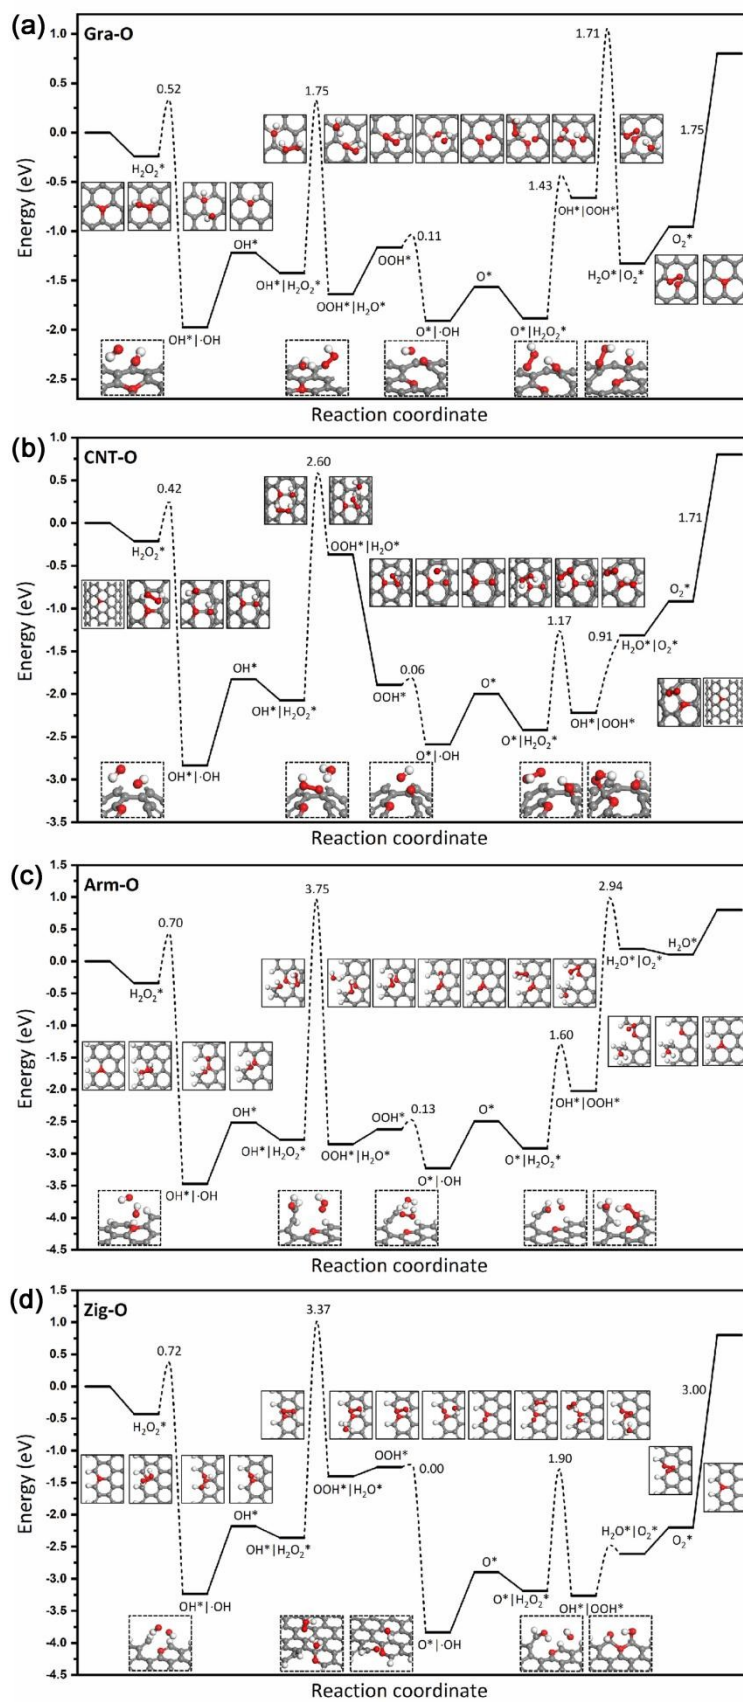 (a)
Gra-O
Energy (eV)
1.0
0.5
0.0
-0.5
-1.0
-1.5
-2.0
-2.5
0.52
1.75
1.71
1.75
1.43
0.11
H₂O₂*
OH*|·OH
OH*
OH*|H₂O₂*
OOH*|H₂O*
OOH*
O*|·OH
O*
O*|H₂O₂*
OH*|OOH*
H₂O*|O₂*
O₂*
Reaction coordinate
(b)
CNT-O
Energy (eV)
1.0
0.5
0.0
-0.5
-1.0
-1.5
-2.0
-2.5
-3.0
-3.5
0.42
2.60
1.71
1.17
0.91
0.06
H₂O₂*
OH*|·OH
OH*
OH*|H₂O₂*
OOH*|H₂O*
OOH*
O*|·OH
O*
O*|H₂O₂*
OH*|OOH*
H₂O*|O₂*
O₂*
Reaction coordinate
(c)
Arm-O
Energy (eV)
1.5
1.0
0.5
0.0
-0.5
-1.0
-1.5
-2.0
-2.5
-3.0
-3.5
-4.0
-4.5
0.70
3.75
2.94
1.60
0.13
H₂O₂*
OH*|·OH
OH*
OH*|H₂O₂*
OOH*|H₂O*
OOH*
O*|·OH
O*
O*|H₂O₂*
OH*|OOH*
H₂O*|O₂*
H₂O*
Reaction coordinate
(d)
Zig-O
Energy (eV)
1.5
1.0
0.5
0.0
-0.5
-1.0
-1.5
-2.0
-2.5
-3.0
-3.5
-4.0
-4.5
0.72
3.37
3.00
1.90
0.00
H₂O₂*
OH*|·OH
OH*
OH*|H₂O₂*
OOH*|H₂O*
OOH*
O*|·OH
O*
O*|H₂O₂*
OH*|OOH*
H₂O*|O₂*
O₂*
Reaction coordinate